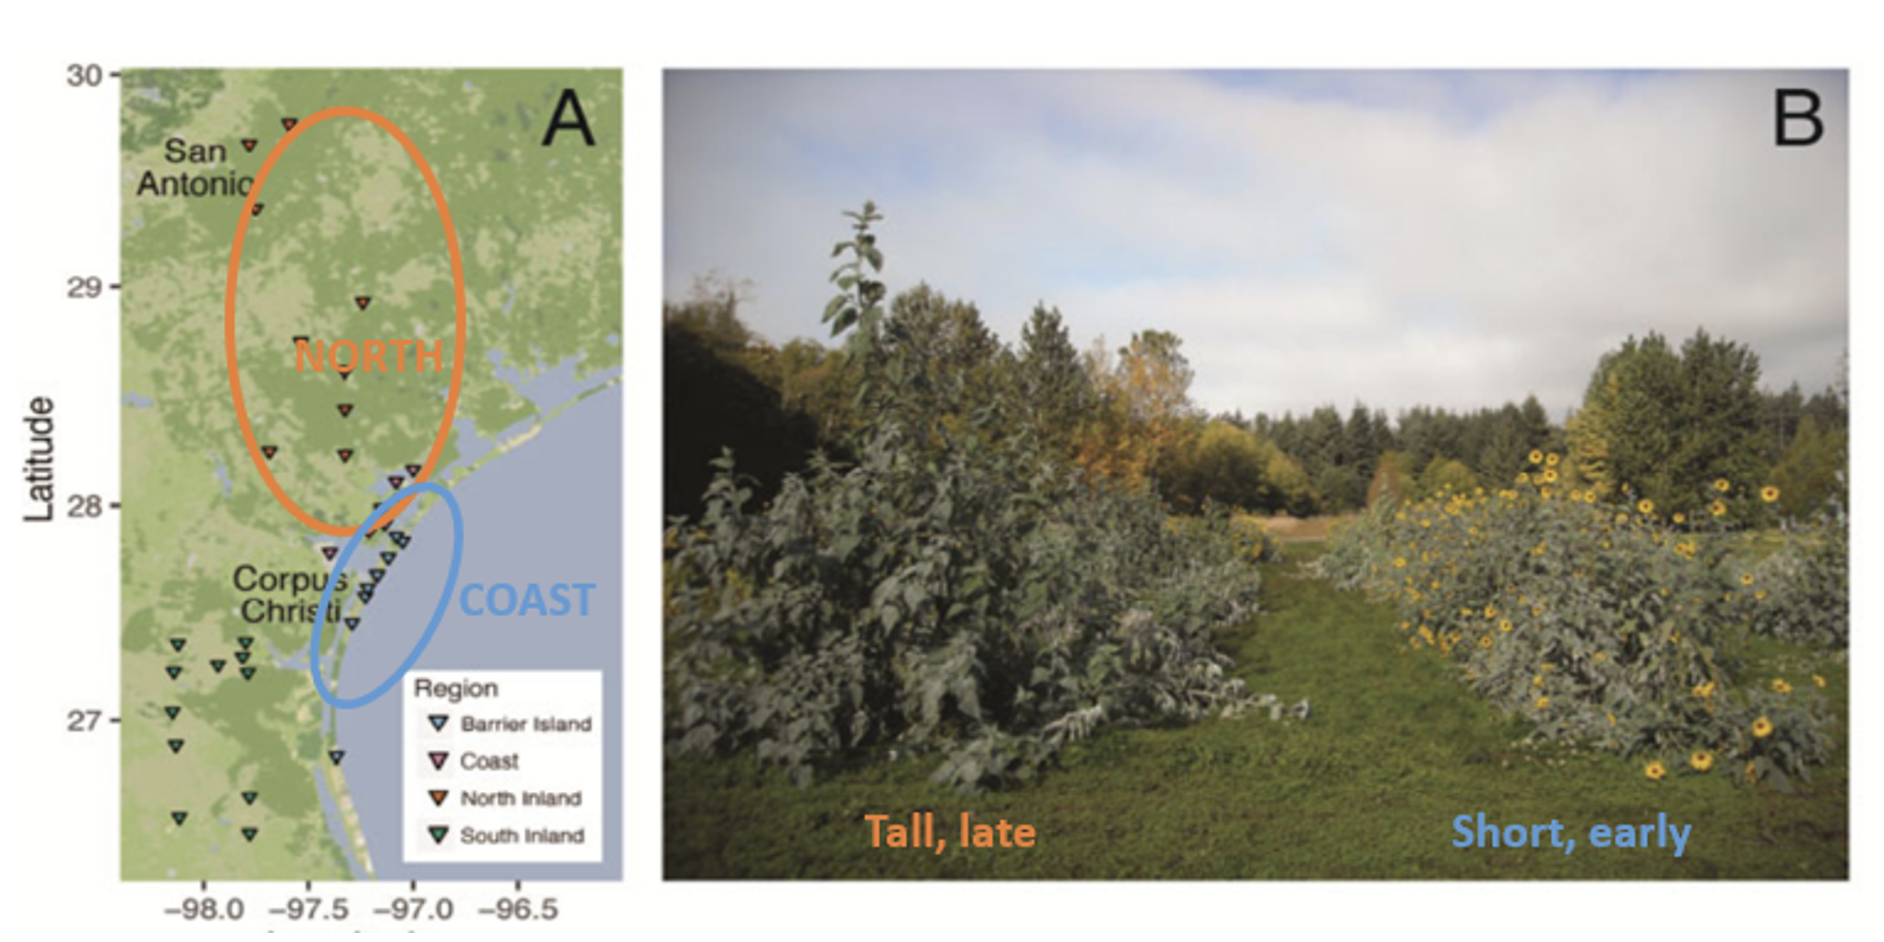 A
B
30
29
28
27
Latitude
San
Antonio
NORTH
Corpus
Christi
COAST
Region
Barrier Island
Coast
North Inland
South Inland
−98.0 −97.5 −97.0 −96.5
Tall, late
Short, early